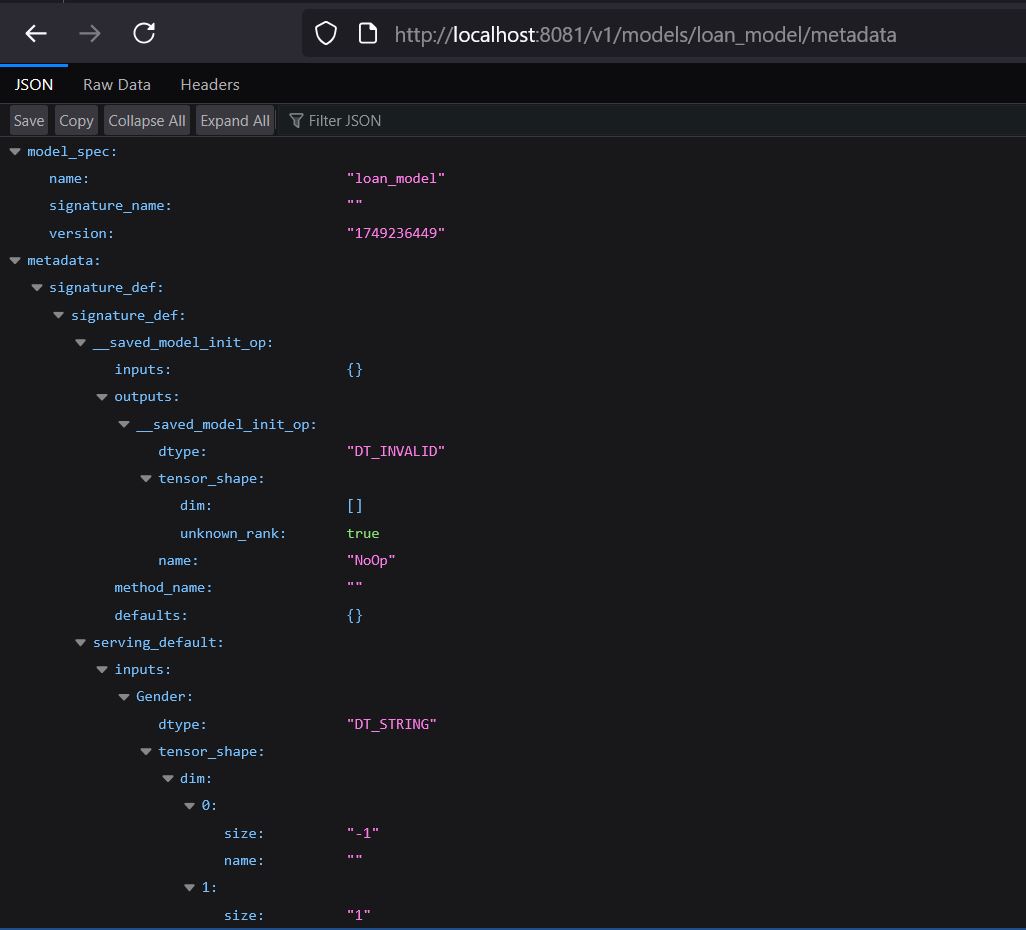 http://localhost:8081/v1/models/loan_model/metadata
JSON Raw Data Headers
Save Copy Collapse All Expand All Filter JSON
model_spec:
name: "loan_model"
signature_name: ""
version: "1749236449"
metadata:
signature_def:
signature_def:
__saved_model_init_op:
inputs: {}
outputs:
__saved_model_init_op:
dtype: "DT_INVALID"
tensor_shape:
dim: []
unknown_rank: true
name: "NoOp"
method_name: ""
defaults: {}
serving_default:
inputs:
Gender:
dtype: "DT_STRING"
tensor_shape:
dim:
0:
size: "-1"
name: ""
1:
size: "1"